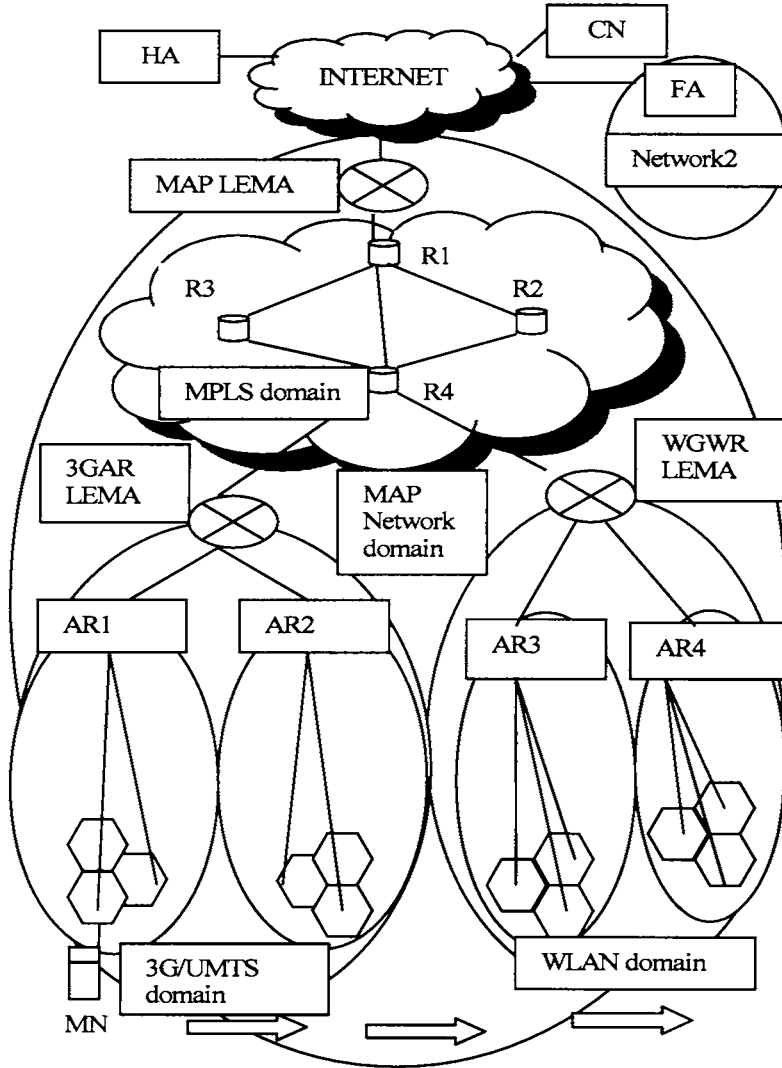 HA
CN
INTERNET
FA
Network2
MAP LEMA
R1
R3
R2
MPLS domain
R4
3GAR
LEMA
WGWR
LEMA
MAP
Network
domain
AR1
AR2
AR3
AR4
3G/UMTS
domain
WLAN domain
MN